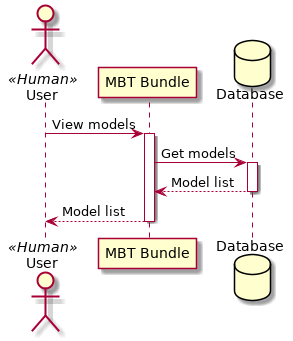 «Human»
User
MBT Bundle
Database
View models
Get models
Model list
Model list
«Human»
User
MBT Bundle
Database